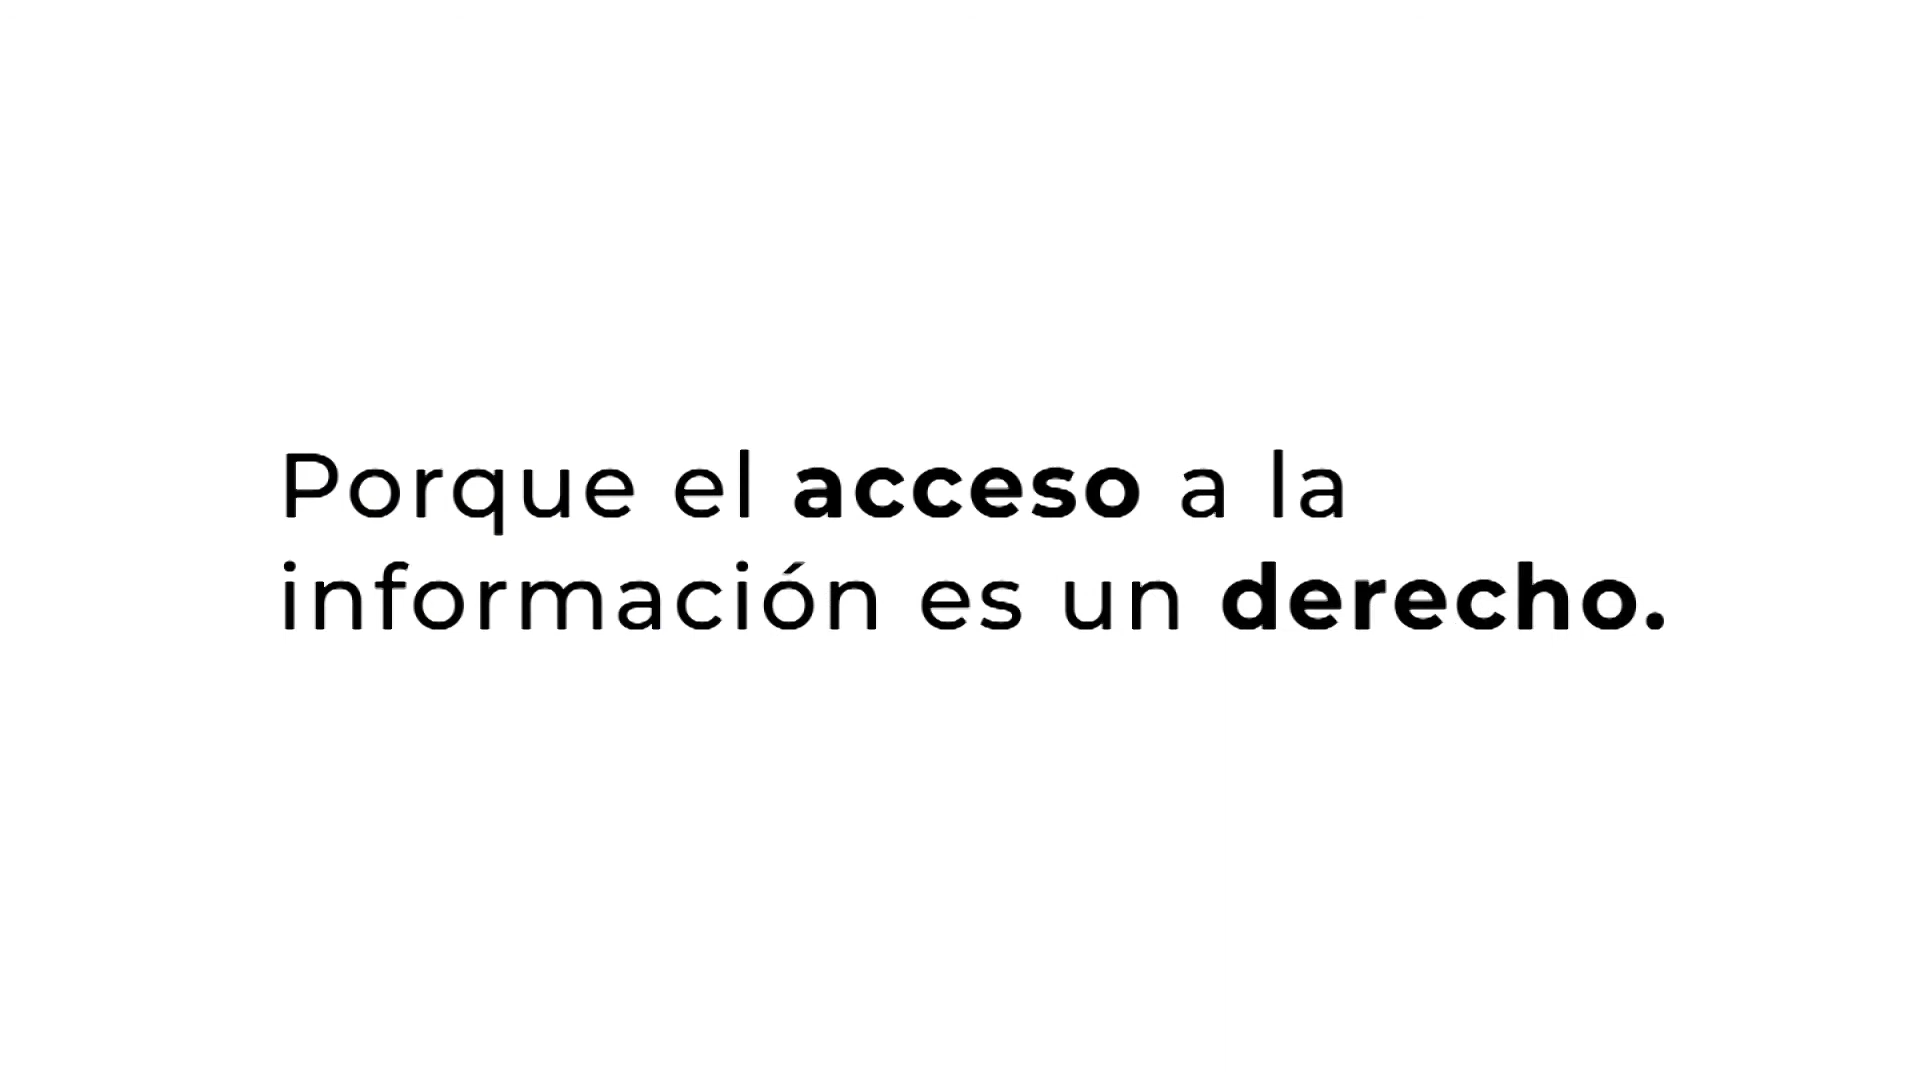 Porque el acceso a la
información es un derecho.